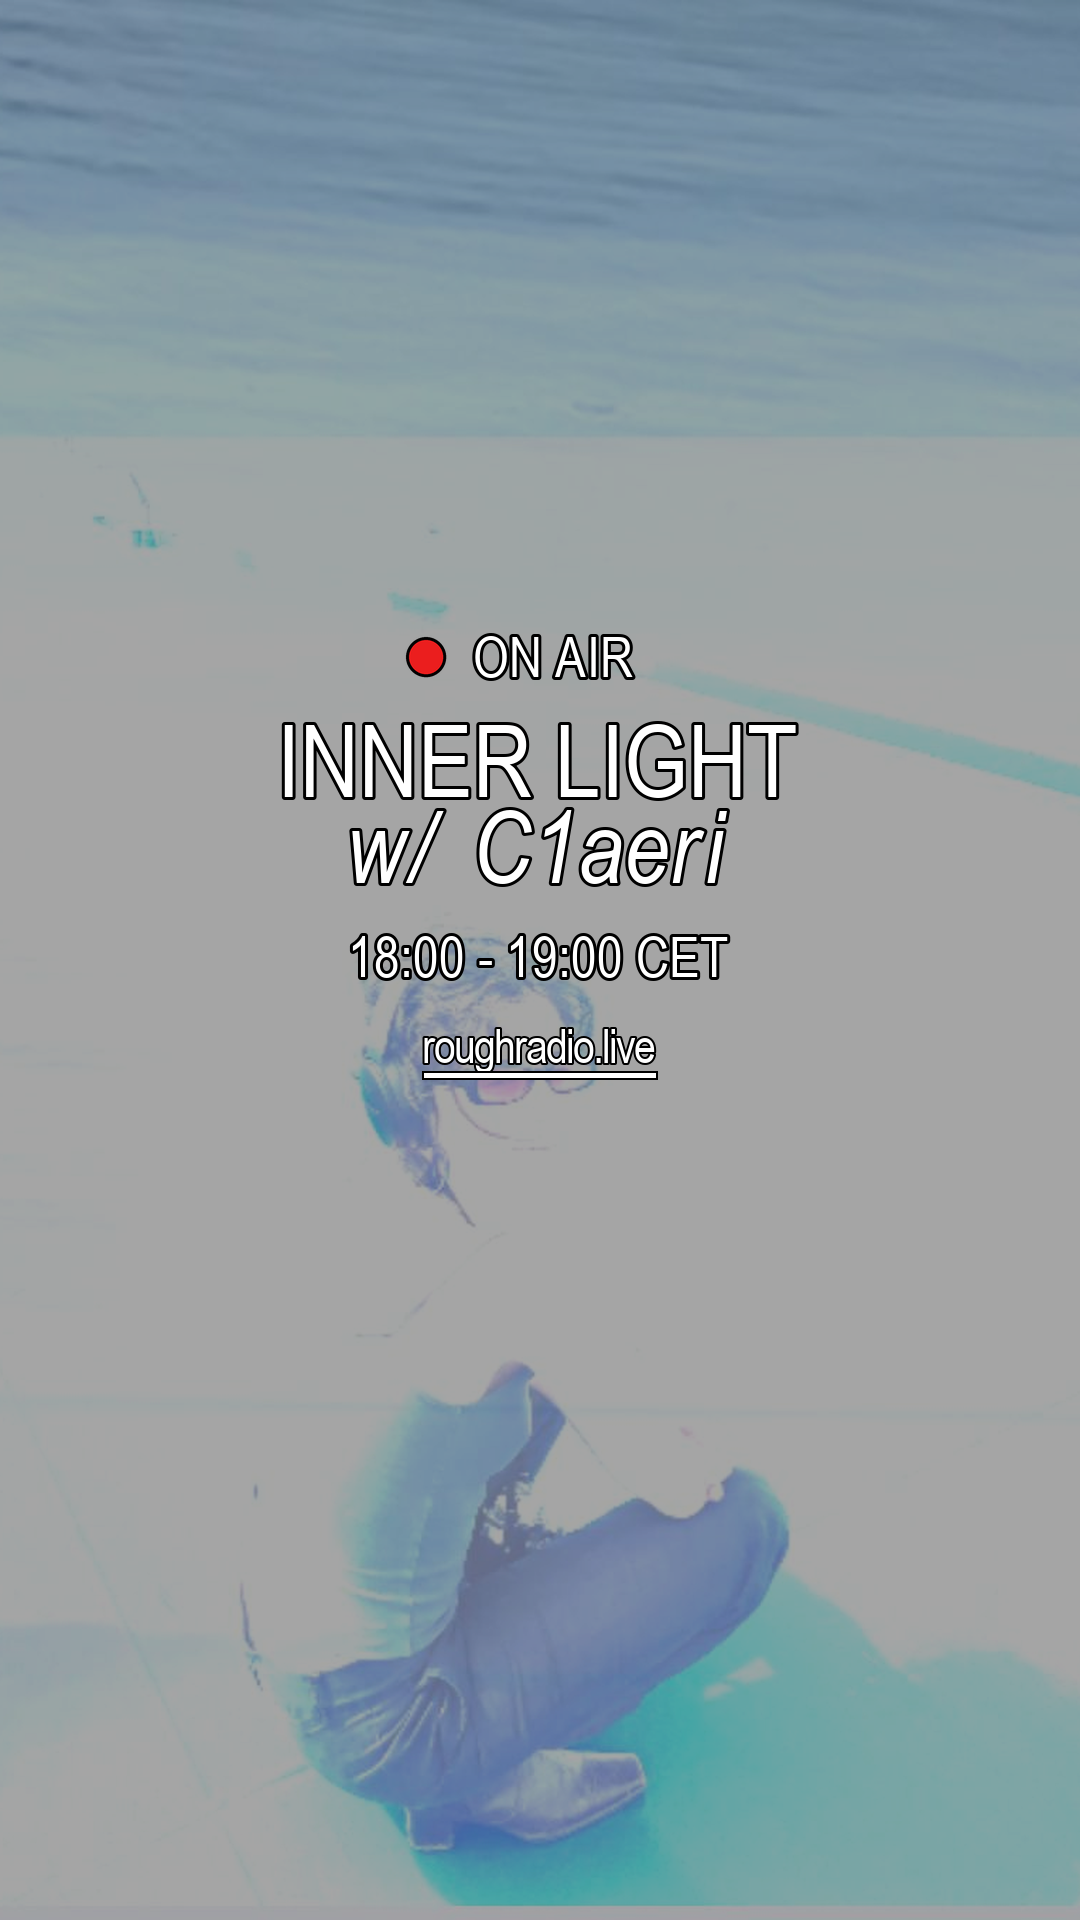 ON AIR
INNER LIGHT
w/ C1aeri
18:00 - 19:00 CET
roughradio.live